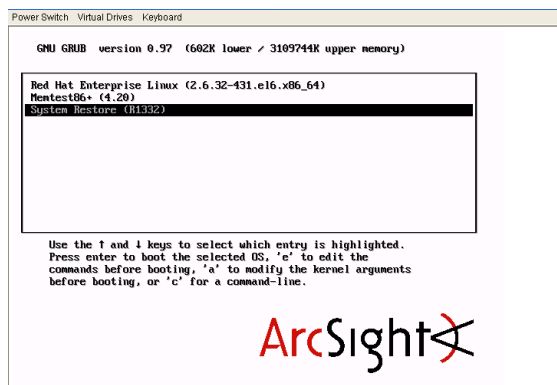 Power Switch Virtual Drives Keyboard
GNU GRUB version 0.97 (602K lower / 3109744K upper memory)
Red Hat Enterprise Linux (2.6.32-431.el6.x86_64)
Memtest86+ (4.20)
System Restore (R1332)
Use the ↑ and ↓ keys to select which entry is highlighted.
Press enter to boot the selected OS, 'e' to edit the
commands before booting, 'a' to modify the kernel arguments
before booting, or 'c' for a command-line.
ArcSight